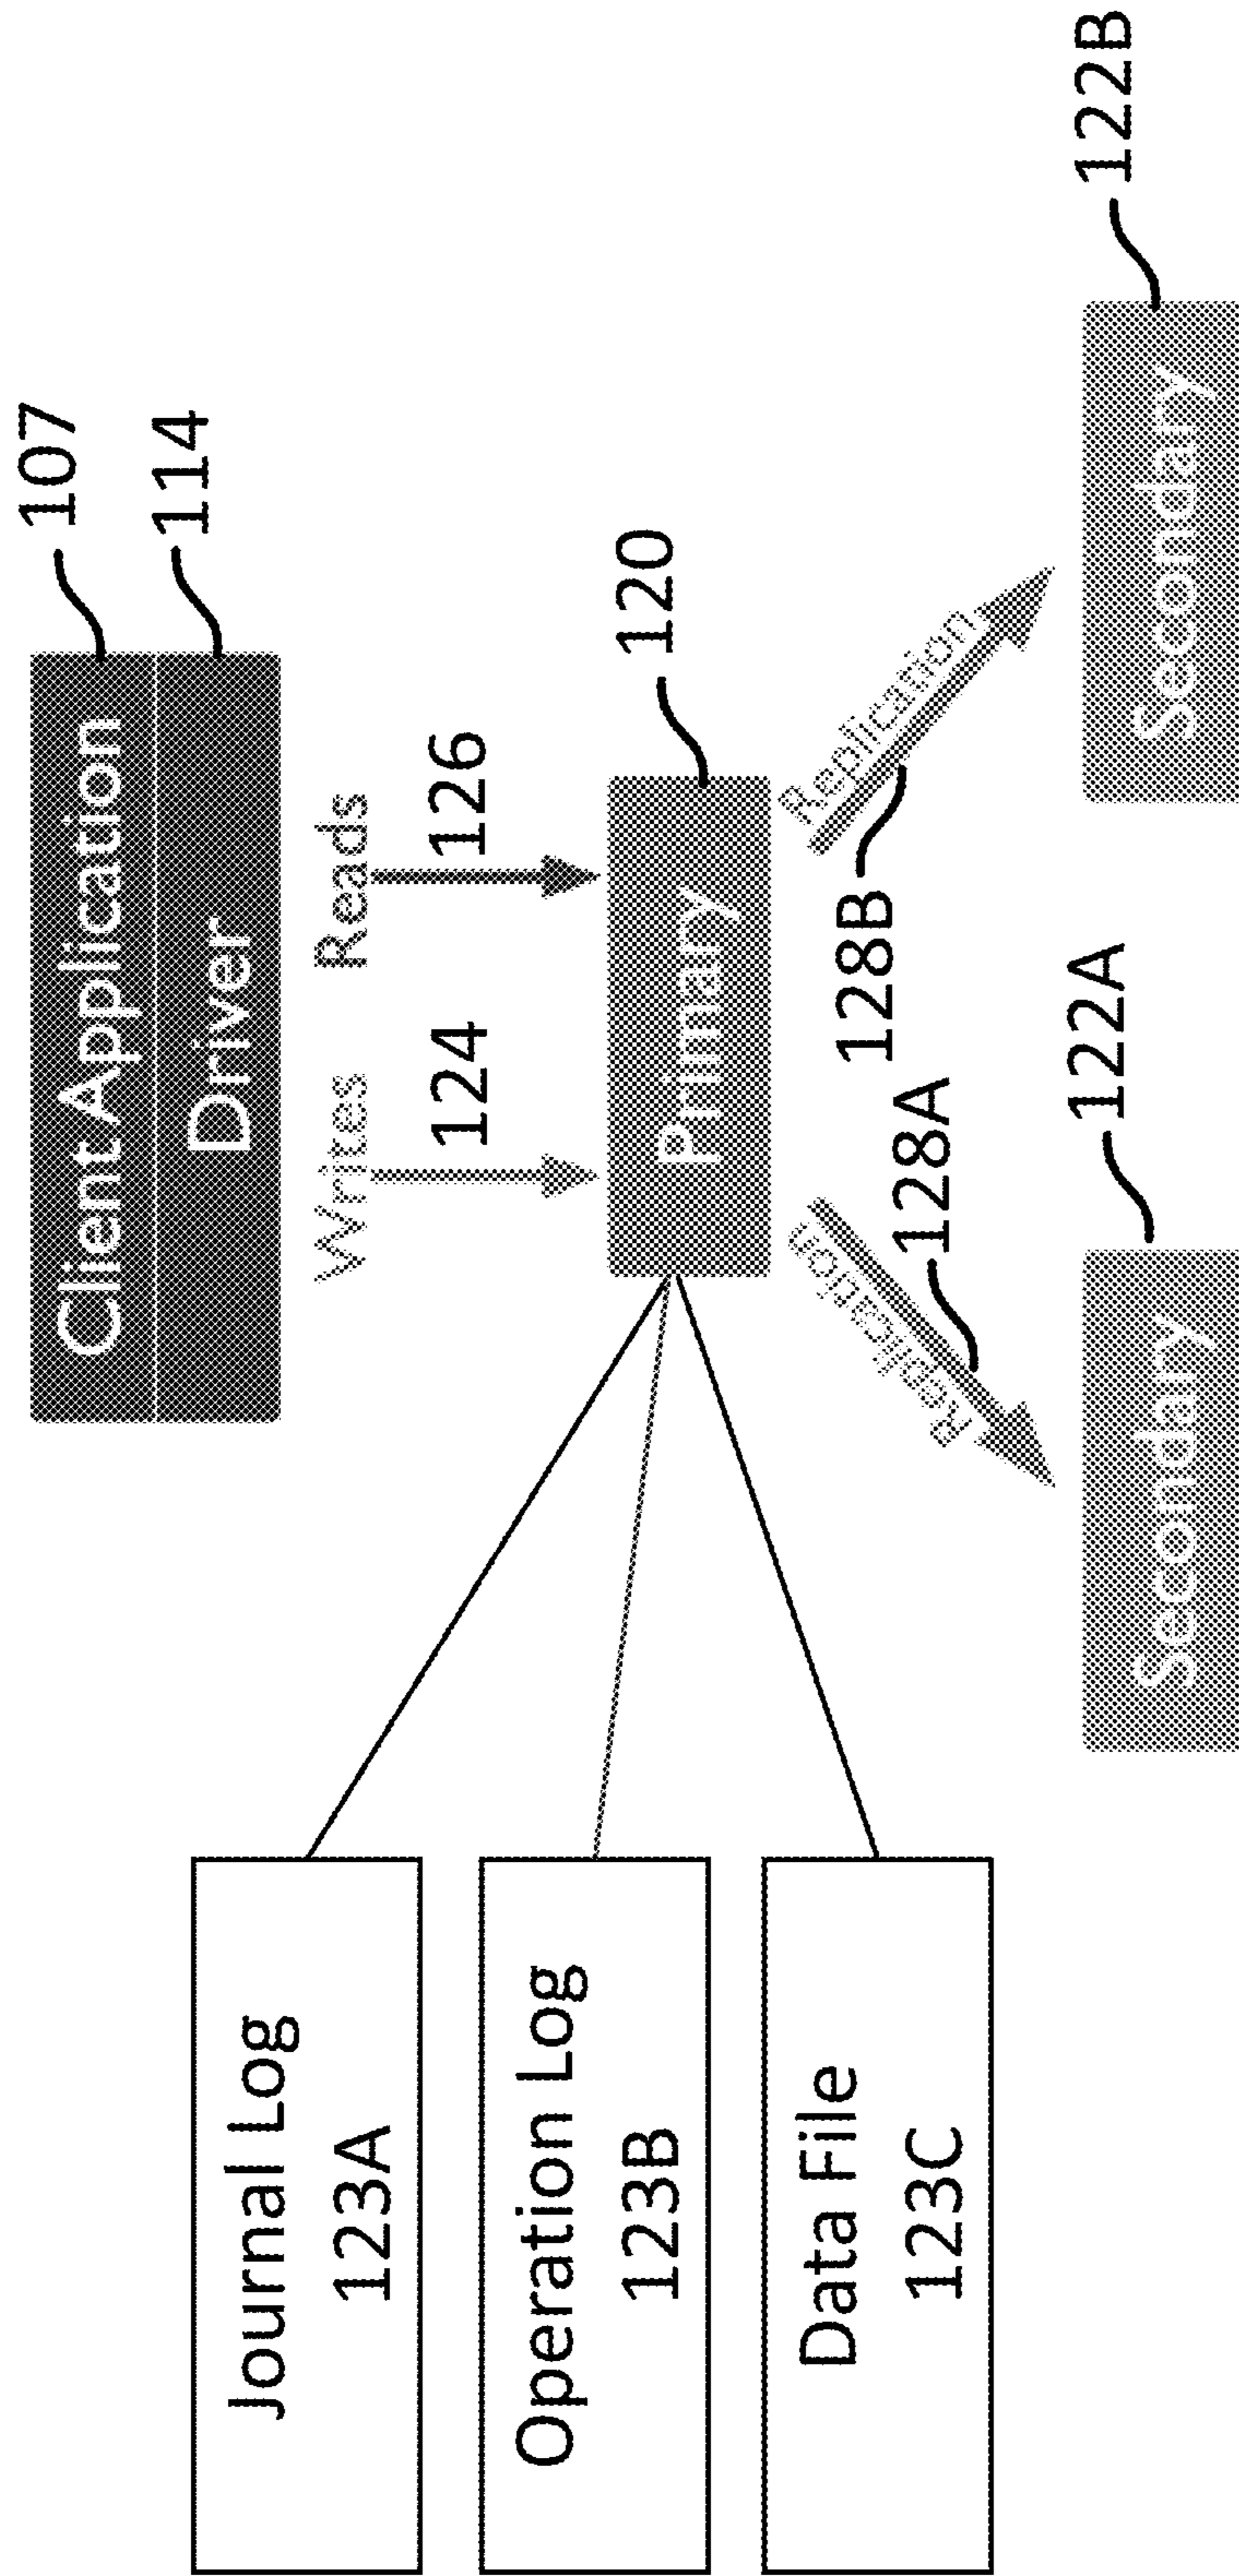 Client Application
107
Driver
114
Writes
Reads
124
126
Journal Log
123A
Operation Log
123B
Data File
123C
Primary
120
Replication
Replication
128A
128B
Secondary
122A
Secondary
122B